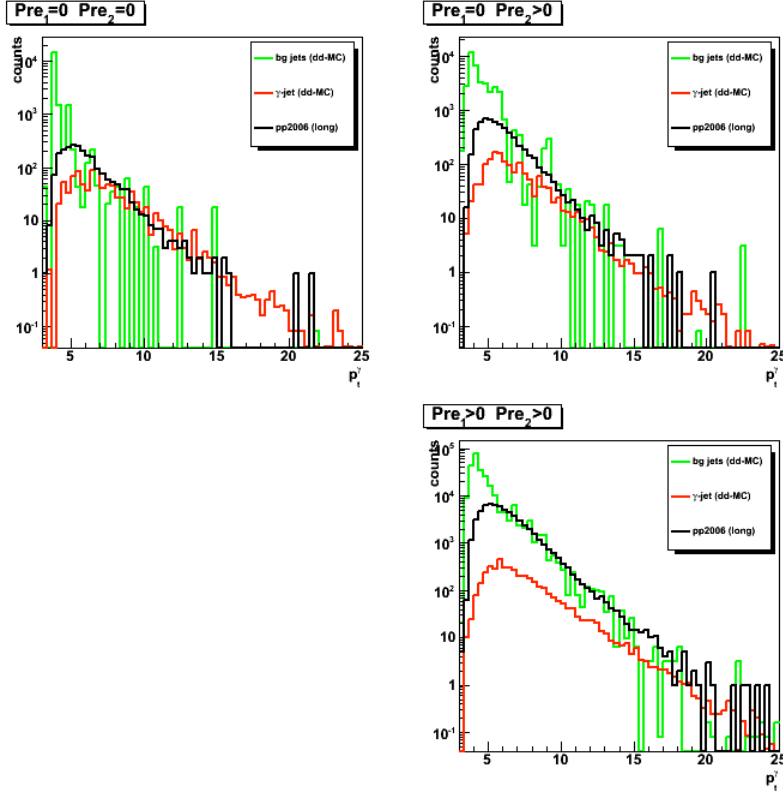 Pre₁=0 Pre₂=0
counts
10⁴
10³
10²
10
1
10⁻¹
bg jets (dd-MC)
γ-jet (dd-MC)
pp2006 (long)
5 10 15 20 25
pₜᵞ
Pre₁=0 Pre₂>0
counts
10⁴
10³
10²
10
1
10⁻¹
bg jets (dd-MC)
γ-jet (dd-MC)
pp2006 (long)
5 10 15 20 25
pₜᵞ
Pre₁>0 Pre₂>0
counts
10⁵
10⁴
10³
10²
10
1
10⁻¹
bg jets (dd-MC)
γ-jet (dd-MC)
pp2006 (long)
5 10 15 20 25
pₜᵞ